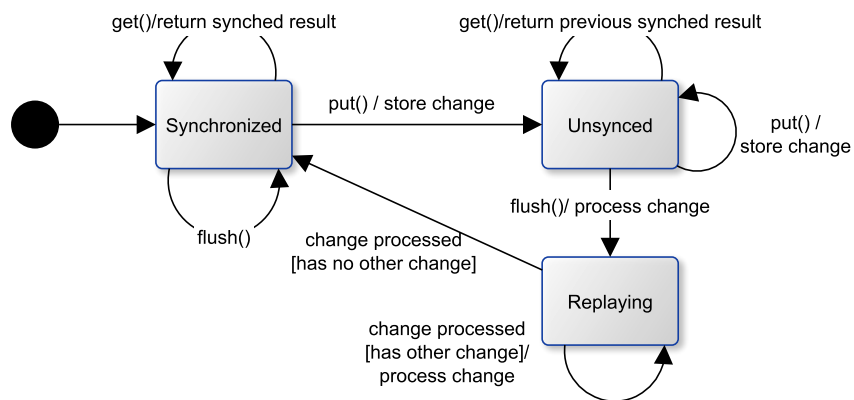 get()/return synched result
get()/return previous synched result
Synchronized
put() / store change
Unsynced
put() /
store change
flush()
flush()/ process change
change processed
[has no other change]
Replaying
change processed
[has other change]/
process change